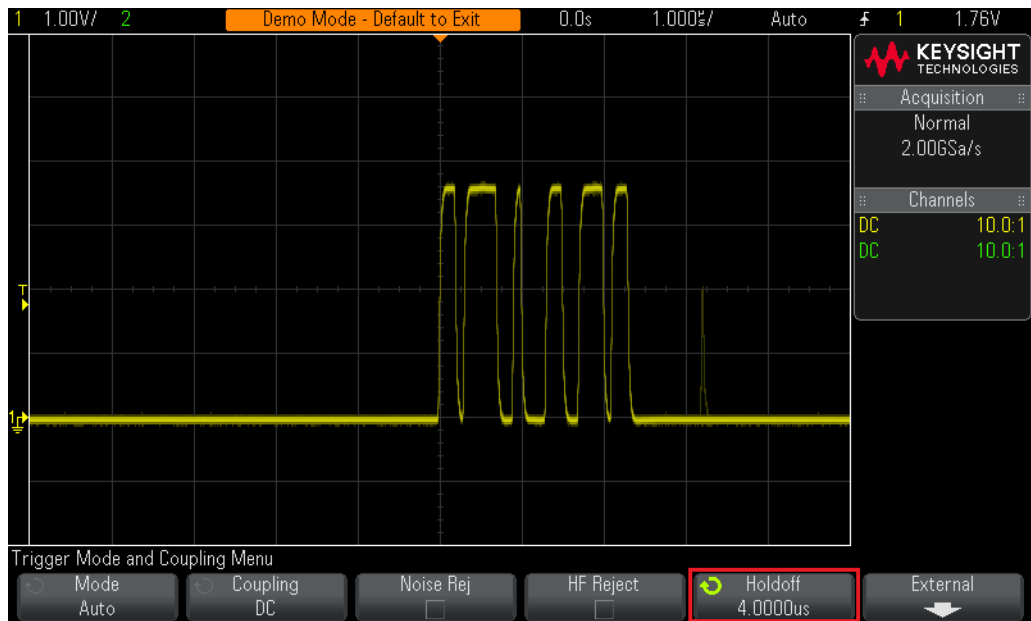 1 1.00V/ 2 Demo Mode - Default to Exit 0.0s 1.000µs/ Auto 1 1.76V
KEYSIGHT
TECHNOLOGIES
Acquisition
Normal
2.00GSa/s
Channels
DC 10.0:1
DC 10.0:1
T
1
Trigger Mode and Coupling Menu
Mode Coupling Noise Rej HF Reject Holdoff External
Auto DC 4.0000us